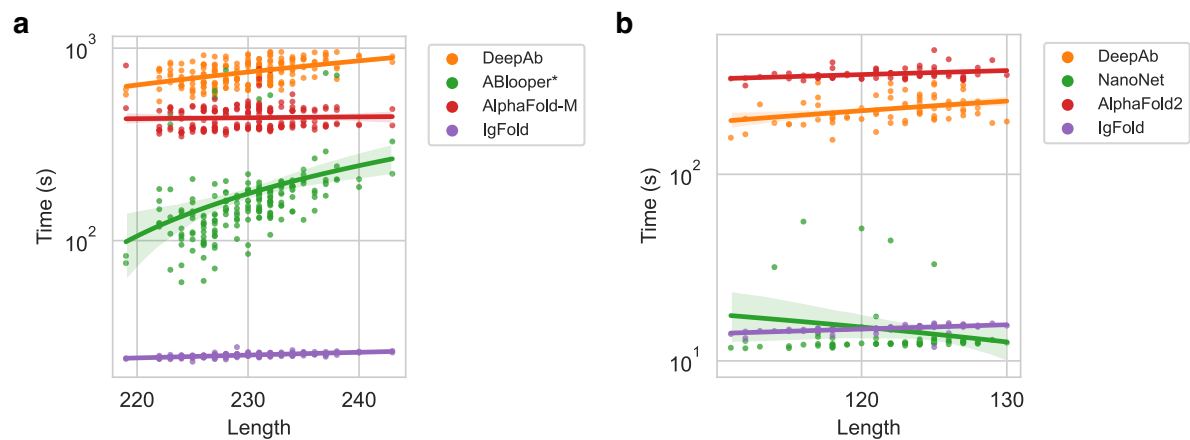 a
10³
10²
Time (s)
220
230
240
Length
DeepAb
ABlooper*
AlphaFold-M
IgFold
b
10²
10¹
Time (s)
120
130
Length
DeepAb
NanoNet
AlphaFold2
IgFold